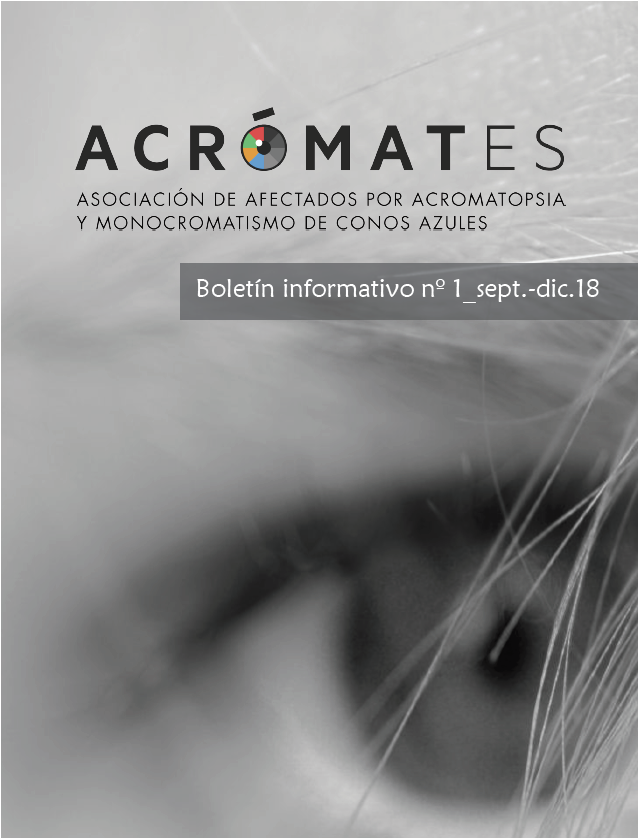 ACRÓMATES
ASOCIACIÓN DE AFECTADOS POR ACROMATOPSIA
Y MONOCROMATISMO DE CONOS AZULES
Boletín informativo nº 1_sept.-dic.18